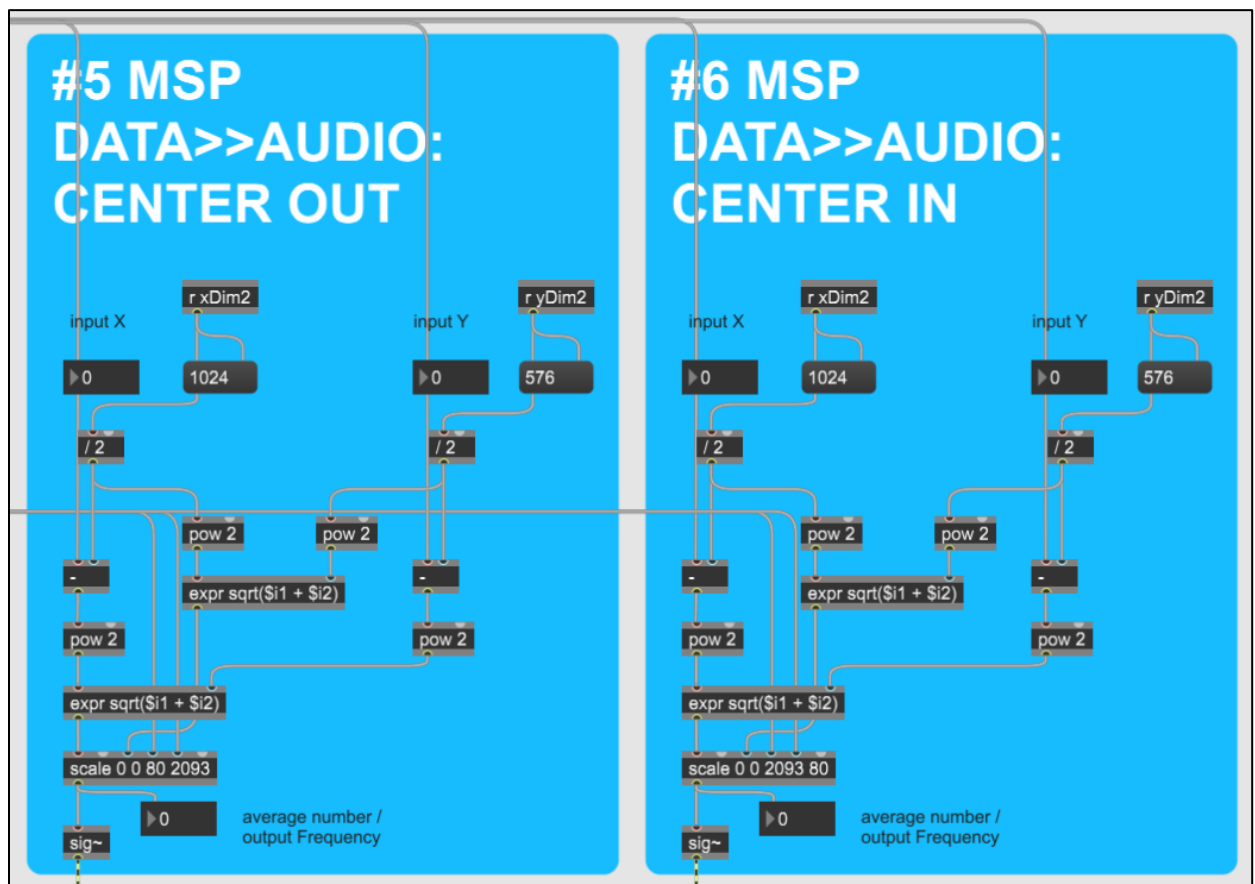 #5 MSP
DATA>>AUDIO:
CENTER OUT
r xDim2
r yDim2
input X
input Y
0
1024
0
576
/ 2
/ 2
pow 2
pow 2
-
-
expr sqrt($i1 + $i2)
pow 2
pow 2
expr sqrt($i1 + $i2)
scale 0 0 80 2093
0
average number /
output Frequency
sig~
#6 MSP
DATA>>AUDIO:
CENTER IN
r xDim2
r yDim2
input X
input Y
0
1024
0
576
/ 2
/ 2
pow 2
pow 2
-
-
expr sqrt($i1 + $i2)
pow 2
pow 2
expr sqrt($i1 + $i2)
scale 0 0 2093 80
0
average number /
output Frequency
sig~